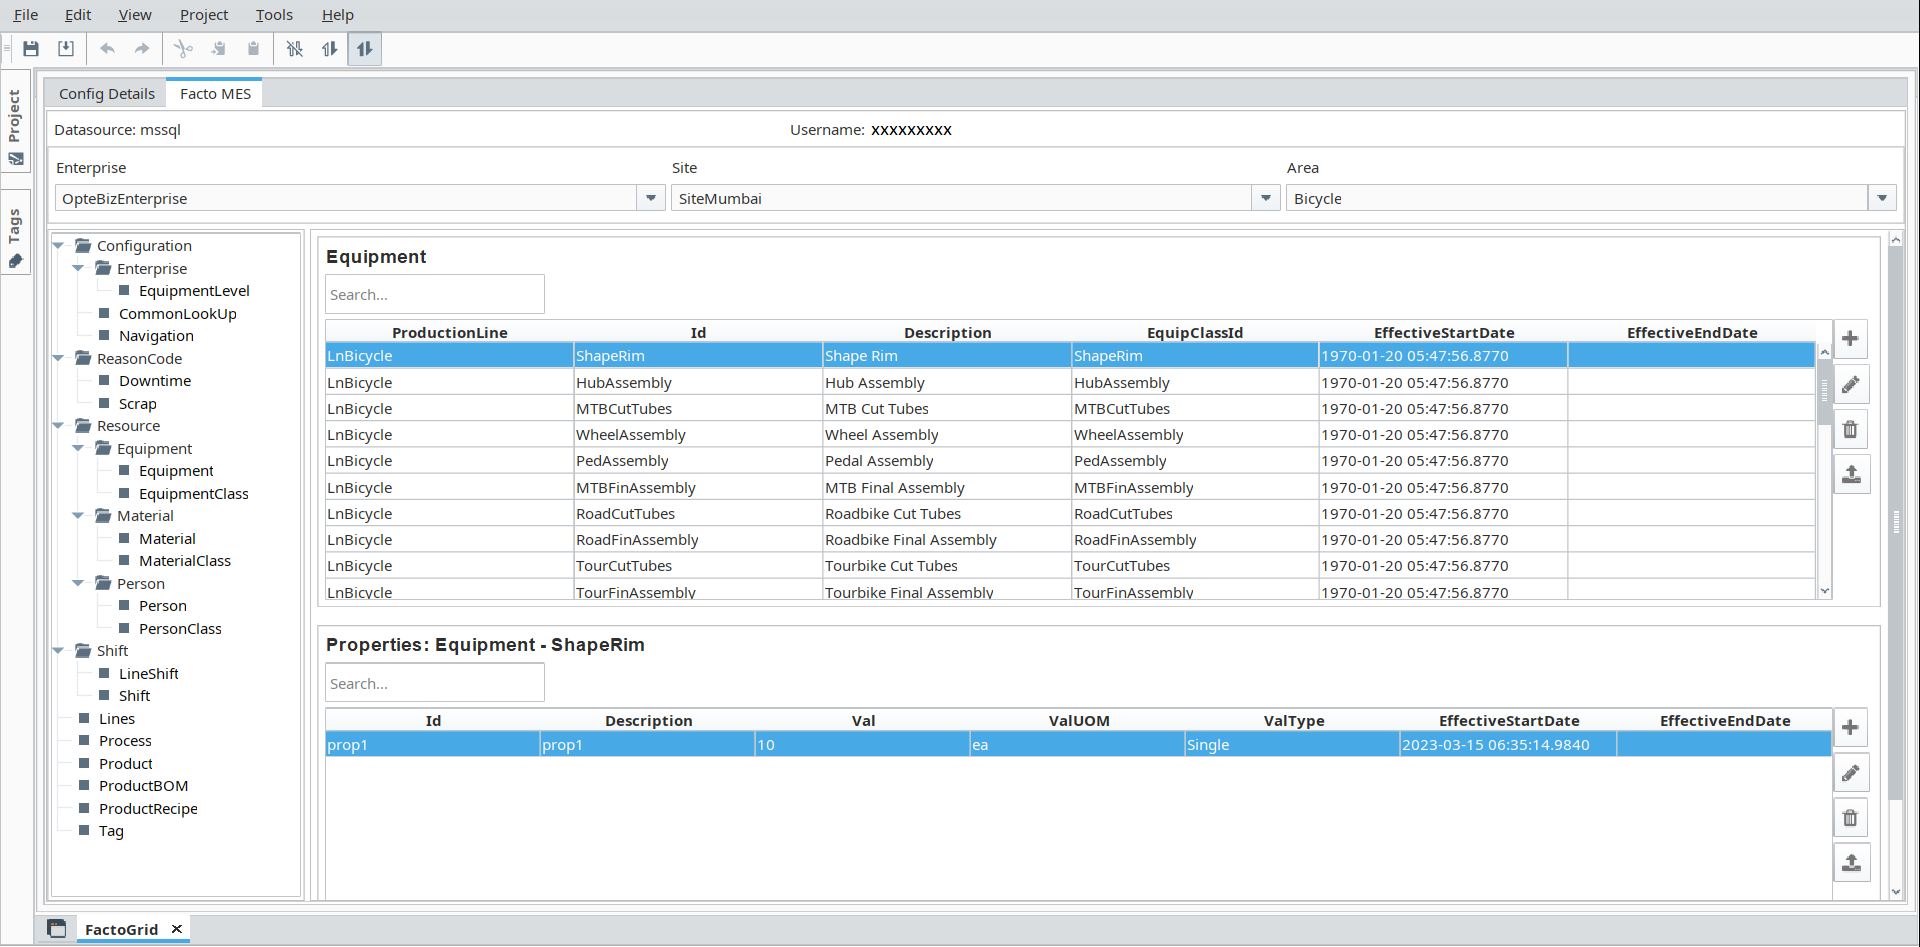 File Edit View Project Tools Help
Project
Tags
Config Details Facto MES
Datasource: mssql Username: xxxxxxxxx
Enterprise Site Area
OpteBizEnterprise SiteMumbai Bicycle
Configuration
Enterprise
EquipmentLevel
CommonLookUp
Navigation
ReasonCode
Downtime
Scrap
Resource
Equipment
Equipment
EquipmentClass
Material
Material
MaterialClass
Person
Person
PersonClass
Shift
LineShift
Shift
Lines
Process
Product
ProductBOM
ProductRecipe
Tag
Equipment
Search...
ProductionLine Id Description EquipClassId EffectiveStartDate EffectiveEndDate
LnBicycle ShapeRim Shape Rim ShapeRim 1970-01-20 05:47:56.8770
LnBicycle HubAssembly Hub Assembly HubAssembly 1970-01-20 05:47:56.8770
LnBicycle MTBCutTubes MTB Cut Tubes MTBCutTubes 1970-01-20 05:47:56.8770
LnBicycle WheelAssembly Wheel Assembly WheelAssembly 1970-01-20 05:47:56.8770
LnBicycle PedAssembly Pedal Assembly PedAssembly 1970-01-20 05:47:56.8770
LnBicycle MTBFinAssembly MTB Final Assembly MTBFinAssembly 1970-01-20 05:47:56.8770
LnBicycle RoadCutTubes Roadbike Cut Tubes RoadCutTubes 1970-01-20 05:47:56.8770
LnBicycle RoadFinAssembly Roadbike Final Assembly RoadFinAssembly 1970-01-20 05:47:56.8770
LnBicycle TourCutTubes Tourbike Cut Tubes TourCutTubes 1970-01-20 05:47:56.8770
LnBicycle TourFinAssembly Tourbike Final Assembly TourFinAssembly 1970-01-20 05:47:56.8770
Properties: Equipment - ShapeRim
Search...
Id Description Val ValUOM ValType EffectiveStartDate EffectiveEndDate
prop1 prop1 10 ea Single 2023-03-15 06:35:14.9840
FactoGrid